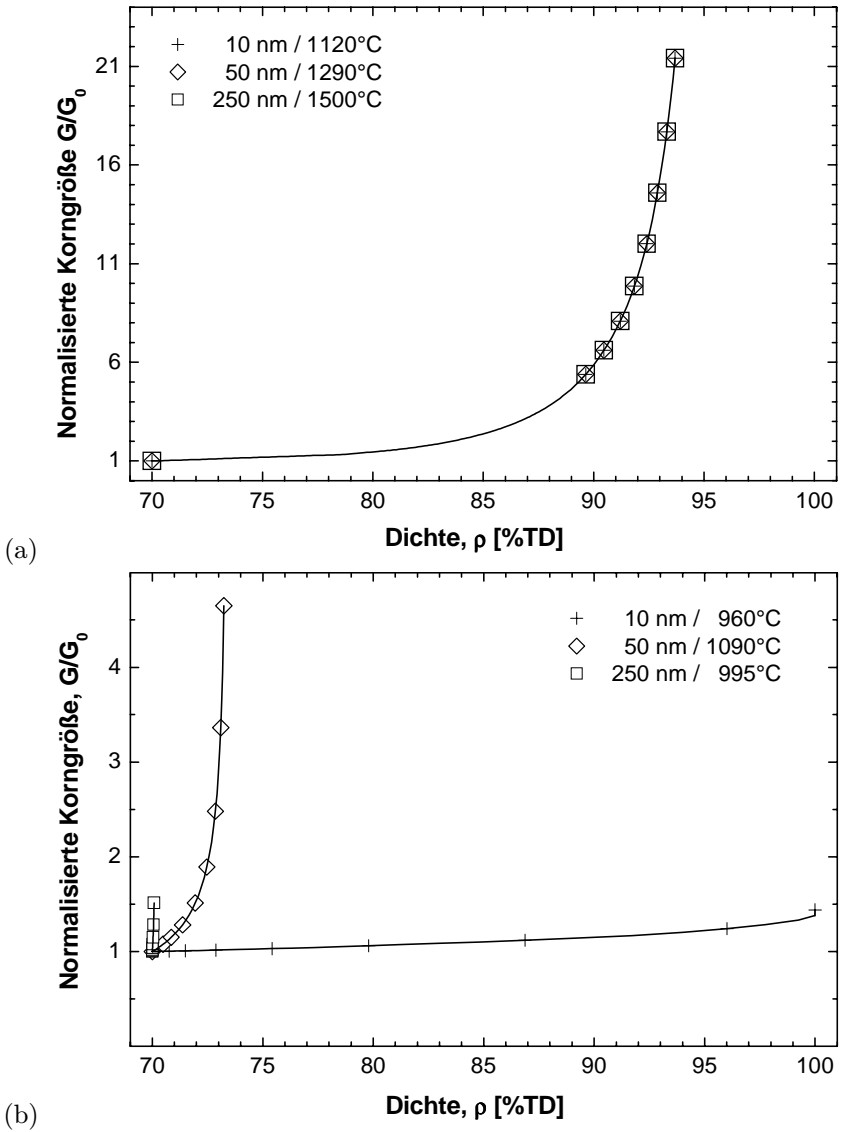 10 nm / 1120°C
50 nm / 1290°C
250 nm / 1500°C
Normalisierte Korngröße G/G₀
21
16
11
6
1
70 75 80 85 90 95 100
Dichte, ρ [%TD]
(a)
10 nm / 960°C
50 nm / 1090°C
250 nm / 995°C
Normalisierte Korngröße, G/G₀
4
3
2
1
70 75 80 85 90 95 100
Dichte, ρ [%TD]
(b)